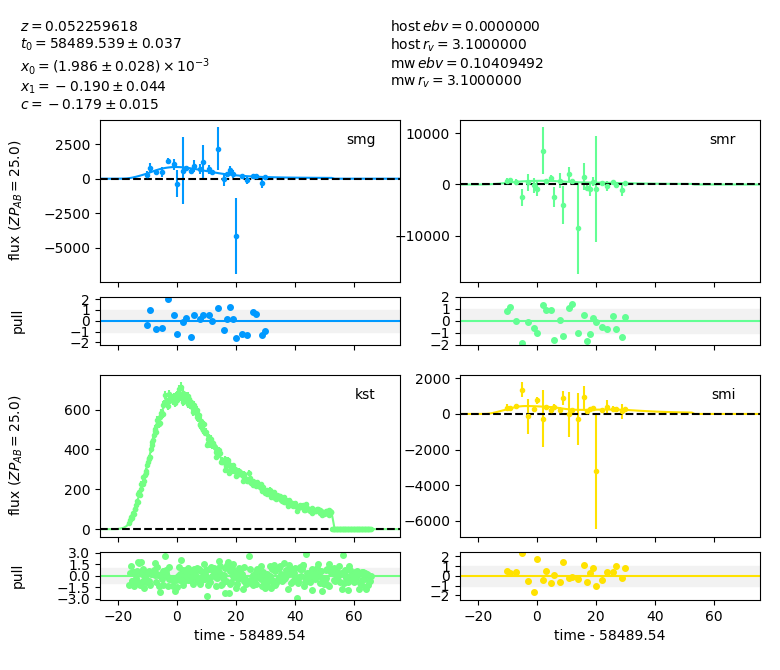 z = 0.052259618
t₀ = 58489.539 ± 0.037
x₀ = (1.986 ± 0.028) × 10⁻³
x₁ = −0.190 ± 0.044
c = −0.179 ± 0.015
host ebv = 0.0000000
host r_v = 3.1000000
mw ebv = 0.10409492
mw r_v = 3.1000000
flux (ZP_AB = 25.0)
2500
0
−2500
−5000
smg
10000
0
−10000
smr
pull
2
1
0
−1
−2
2
1
0
−1
−2
flux (ZP_AB = 25.0)
600
400
200
0
kst
2000
0
−2000
−4000
−6000
smi
pull
3.0
1.5
0.0
−1.5
−3.0
2
1
0
−1
−2
−20 0 20 40 60
−20 0 20 40 60
time - 58489.54
time - 58489.54